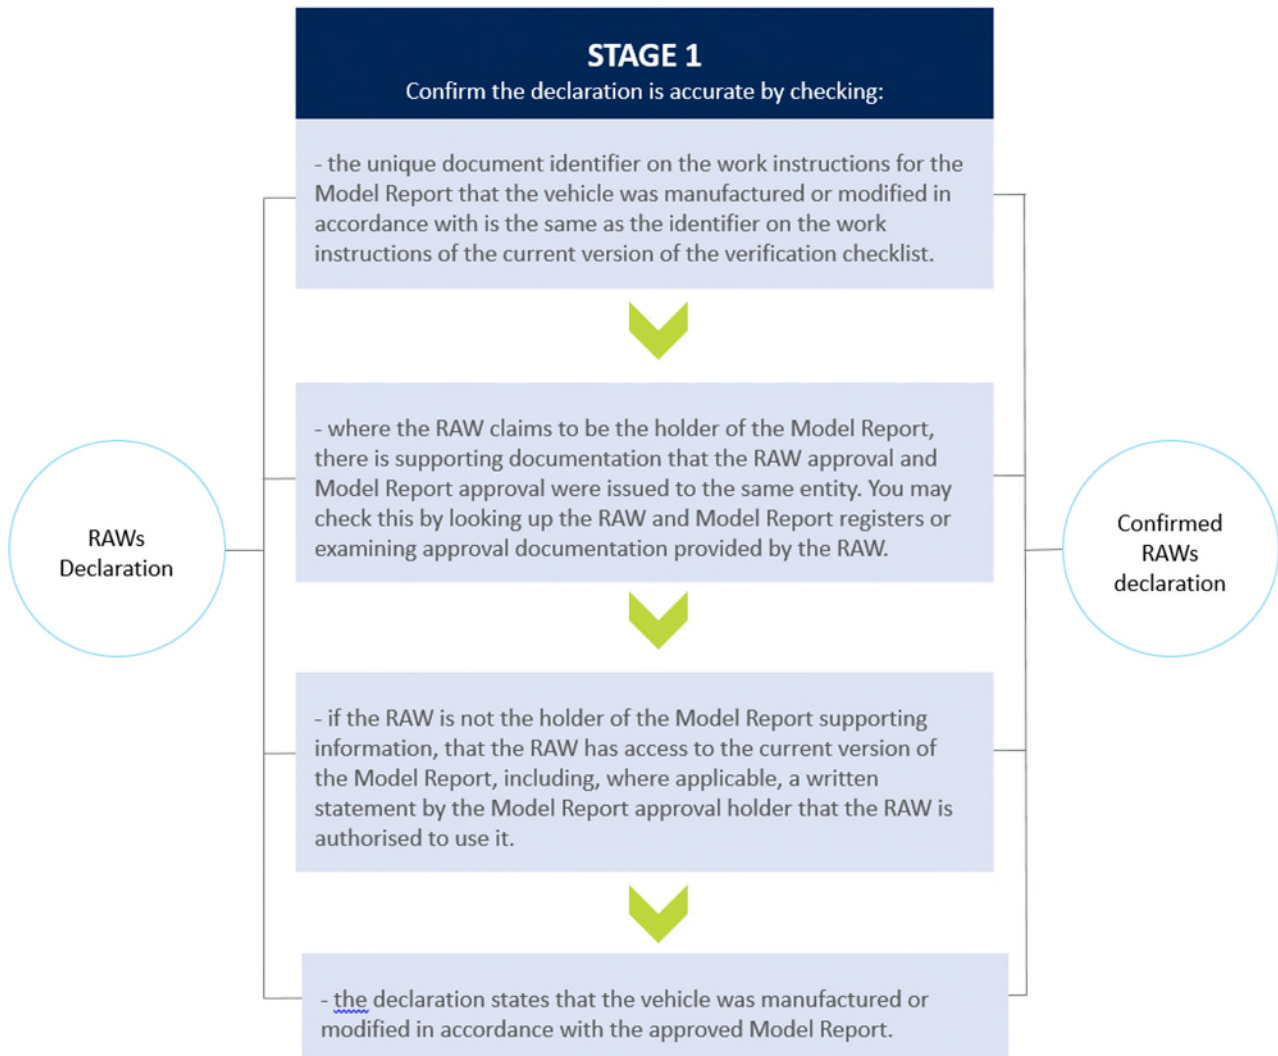 STAGE 1
Confirm the declaration is accurate by checking:
- the unique document identifier on the work instructions for the
Model Report that the vehicle was manufactured or modified in
accordance with is the same as the identifier on the work
instructions of the current version of the verification checklist.
- where the RAW claims to be the holder of the Model Report,
there is supporting documentation that the RAW approval and
Model Report approval were issued to the same entity. You may
check this by looking up the RAW and Model Report registers or
examining approval documentation provided by the RAW.
RAWs
Declaration
Confirmed
RAWs
declaration
- if the RAW is not the holder of the Model Report supporting
information, that the RAW has access to the current version of
the Model Report, including, where applicable, a written
statement by the Model Report approval holder that the RAW is
authorised to use it.
- the declaration states that the vehicle was manufactured or
modified in accordance with the approved Model Report.